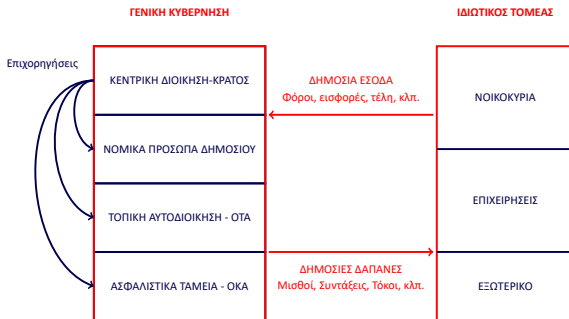 ΓΕΝΙΚΗ ΚΥΒΕΡΝΗΣΗ
ΙΔΙΩΤΙΚΟΣ ΤΟΜΕΑΣ
Επιχορηγήσεις
ΚΕΝΤΡΙΚΗ ΔΙΟΙΚΗΣΗ-ΚΡΑΤΟΣ
ΔΗΜΟΣΙΑ ΕΣΟΔΑ
Φόροι, εισφορές, τέλη, κλπ.
ΝΟΙΚΟΚΥΡΙΑ
ΝΟΜΙΚΑ ΠΡΟΣΩΠΑ ΔΗΜΟΣΙΟΥ
ΕΠΙΧΕΙΡΗΣΕΙΣ
ΤΟΠΙΚΗ ΑΥΤΟΔΙΟΙΚΗΣΗ - ΟΤΑ
ΔΗΜΟΣΙΕΣ ΔΑΠΑΝΕΣ
Μισθοί, Συντάξεις, Τόκοι, κλπ.
ΑΣΦΑΛΙΣΤΙΚΑ ΤΑΜΕΙΑ - ΟΚΑ
ΕΞΩΤΕΡΙΚΟ